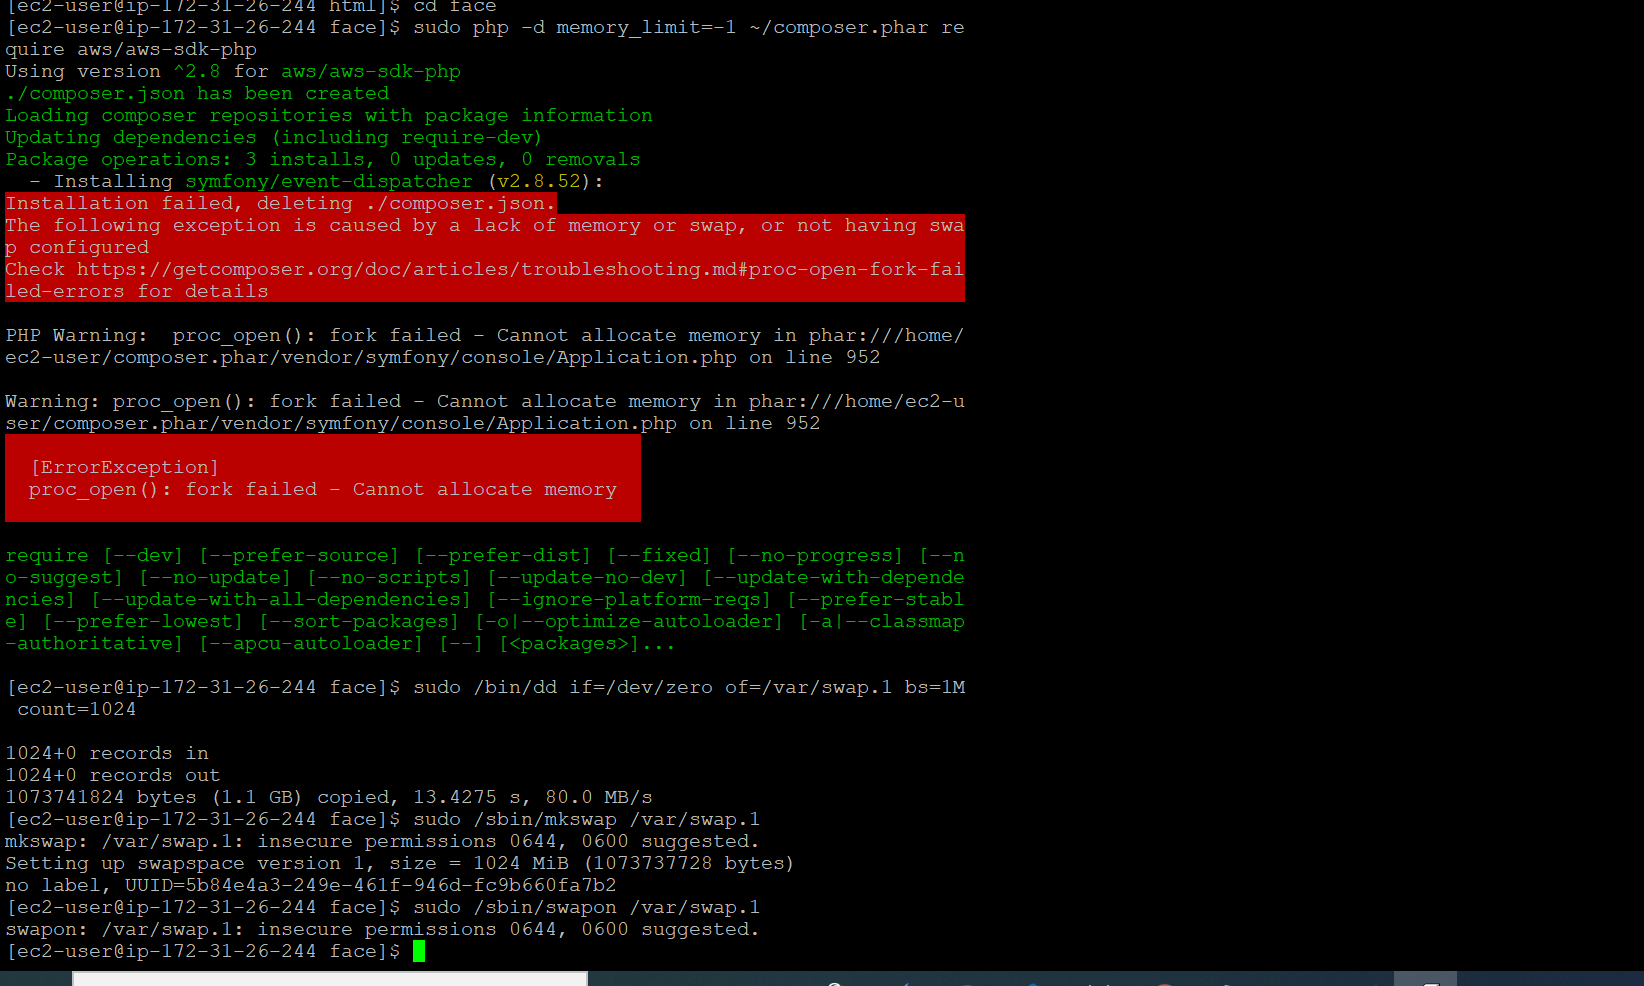 [ec2-user@ip-172-31-26-244 html]$ cd face
[ec2-user@ip-172-31-26-244 face]$ sudo php -d memory_limit=-1 ~/composer.phar re
quire aws/aws-sdk-php
Using version ^2.8 for aws/aws-sdk-php
./composer.json has been created
Loading composer repositories with package information
Updating dependencies (including require-dev)
Package operations: 3 installs, 0 updates, 0 removals
  - Installing symfony/event-dispatcher (v2.8.52):
Installation failed, deleting ./composer.json.
The following exception is caused by a lack of memory or swap, or not having swa
p configured
Check https://getcomposer.org/doc/articles/troubleshooting.md#proc-open-fork-fai
led-errors for details
PHP Warning:  proc_open(): fork failed - Cannot allocate memory in phar:///home/
ec2-user/composer.phar/vendor/symfony/console/Application.php on line 952
Warning: proc_open(): fork failed - Cannot allocate memory in phar:///home/ec2-u
ser/composer.phar/vendor/symfony/console/Application.php on line 952
[ErrorException]
proc_open(): fork failed - Cannot allocate memory
require [--dev] [--prefer-source] [--prefer-dist] [--fixed] [--no-progress] [--n
o-suggest] [--no-update] [--no-scripts] [--update-no-dev] [--update-with-depende
ncies] [--update-with-all-dependencies] [--ignore-platform-reqs] [--prefer-stabl
e] [--prefer-lowest] [--sort-packages] [-o|--optimize-autoloader] [-a|--classmap
-authoritative] [--apcu-autoloader] [--] [<packages>]...
[ec2-user@ip-172-31-26-244 face]$ sudo /bin/dd if=/dev/zero of=/var/swap.1 bs=1M
 count=1024
1024+0 records in
1024+0 records out
1073741824 bytes (1.1 GB) copied, 13.4275 s, 80.0 MB/s
[ec2-user@ip-172-31-26-244 face]$ sudo /sbin/mkswap /var/swap.1
mkswap: /var/swap.1: insecure permissions 0644, 0600 suggested.
Setting up swapspace version 1, size = 1024 MiB (1073737728 bytes)
no label, UUID=5b84e4a3-249e-461f-946d-fc9b660fa7b2
[ec2-user@ip-172-31-26-244 face]$ sudo /sbin/swapon /var/swap.1
swapon: /var/swap.1: insecure permissions 0644, 0600 suggested.
[ec2-user@ip-172-31-26-244 face]$